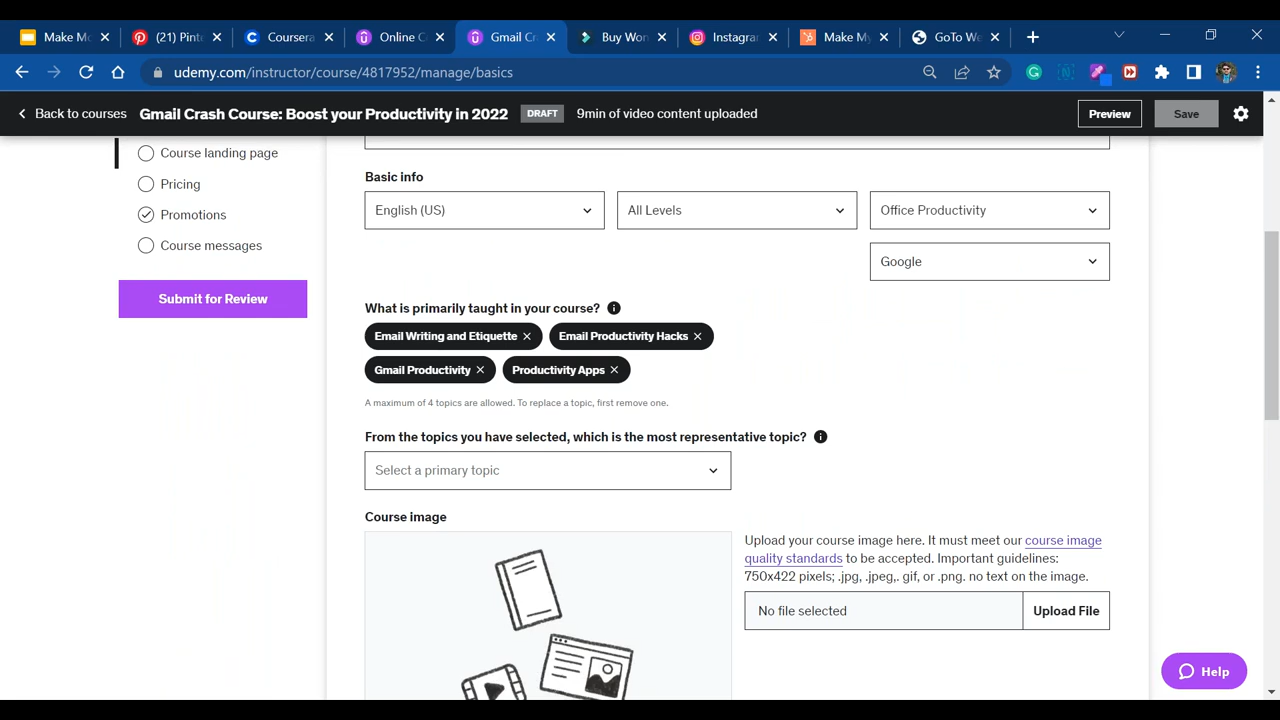 Make Mo
(21) Pint
Coursera
Online C
Gmail Cr
Buy Won
Instagra
Make My
GoTo We
udemy.com/instructor/course/4817952/manage/basics
Back to courses
Gmail Crash Course: Boost your Productivity in 2022
DRAFT
9min of video content uploaded
Preview
Save
Course landing page
Pricing
Promotions
Course messages
Submit for Review
Basic info
English (US)
All Levels
Office Productivity
Google
What is primarily taught in your course?
Email Writing and Etiquette
Email Productivity Hacks
Gmail Productivity
Productivity Apps
A maximum of 4 topics are allowed. To replace a topic, first remove one.
From the topics you have selected, which is the most representative topic?
Select a primary topic
Course image
Upload your course image here. It must meet our course image
quality standards to be accepted. Important guidelines:
750x422 pixels; .jpg, .jpeg,. gif, or .png. no text on the image.
No file selected
Upload File
Help